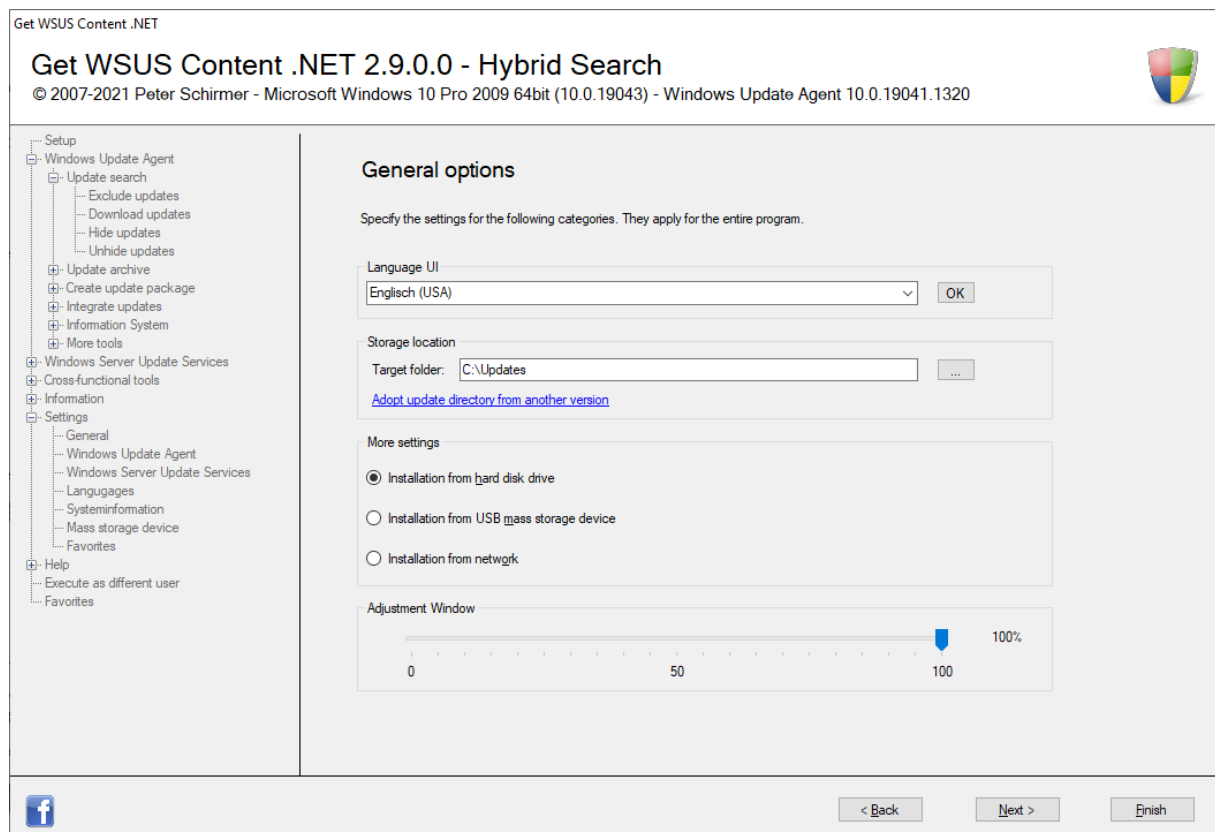 Get WSUS Content .NET
Get WSUS Content .NET 2.9.0.0 - Hybrid Search
© 2007-2021 Peter Schirmer - Microsoft Windows 10 Pro 2009 64bit (10.0.19043) - Windows Update Agent 10.0.19041.1320
Setup
Windows Update Agent
Update search
Exclude updates
Download updates
Hide updates
Unhide updates
Update archive
Create update package
Integrate updates
Information System
More tools
Windows Server Update Services
Cross-functional tools
Information
Settings
General
Windows Update Agent
Windows Server Update Services
Langugages
Systeminformation
Mass storage device
Favorites
Help
Execute as different user
Favorites
General options
Specify the settings for the following categories. They apply for the entire program.
Language UI
Englisch (USA)
OK
Storage location
Target folder: C:\Updates ...
Adopt update directory from another version
More settings
Installation from hard disk drive
Installation from USB mass storage device
Installation from network
Adjustment Window
100%
0 50 100
f
< Back Next > Finish